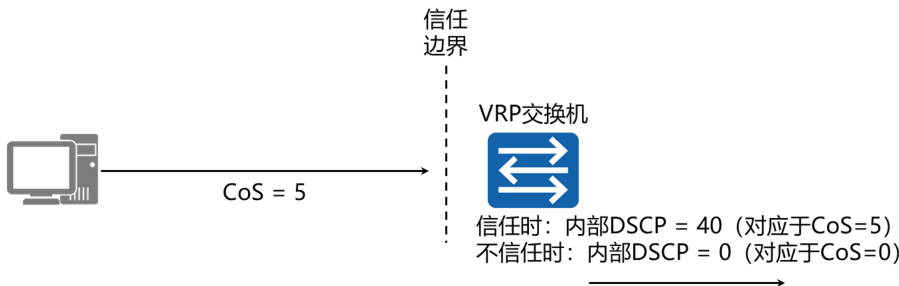 信任
边界
VRP交换机
CoS = 5
信任时：内部DSCP = 40（对应于CoS=5）
不信任时：内部DSCP = 0（对应于CoS=0）